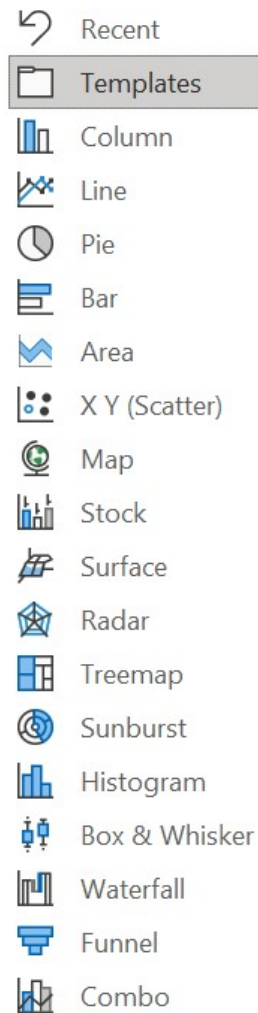 Recent
Templates
Column
Line
Pie
Bar
Area
X Y (Scatter)
Map
Stock
Surface
Radar
Treemap
Sunburst
Histogram
Box & Whisker
Waterfall
Funnel
Combo